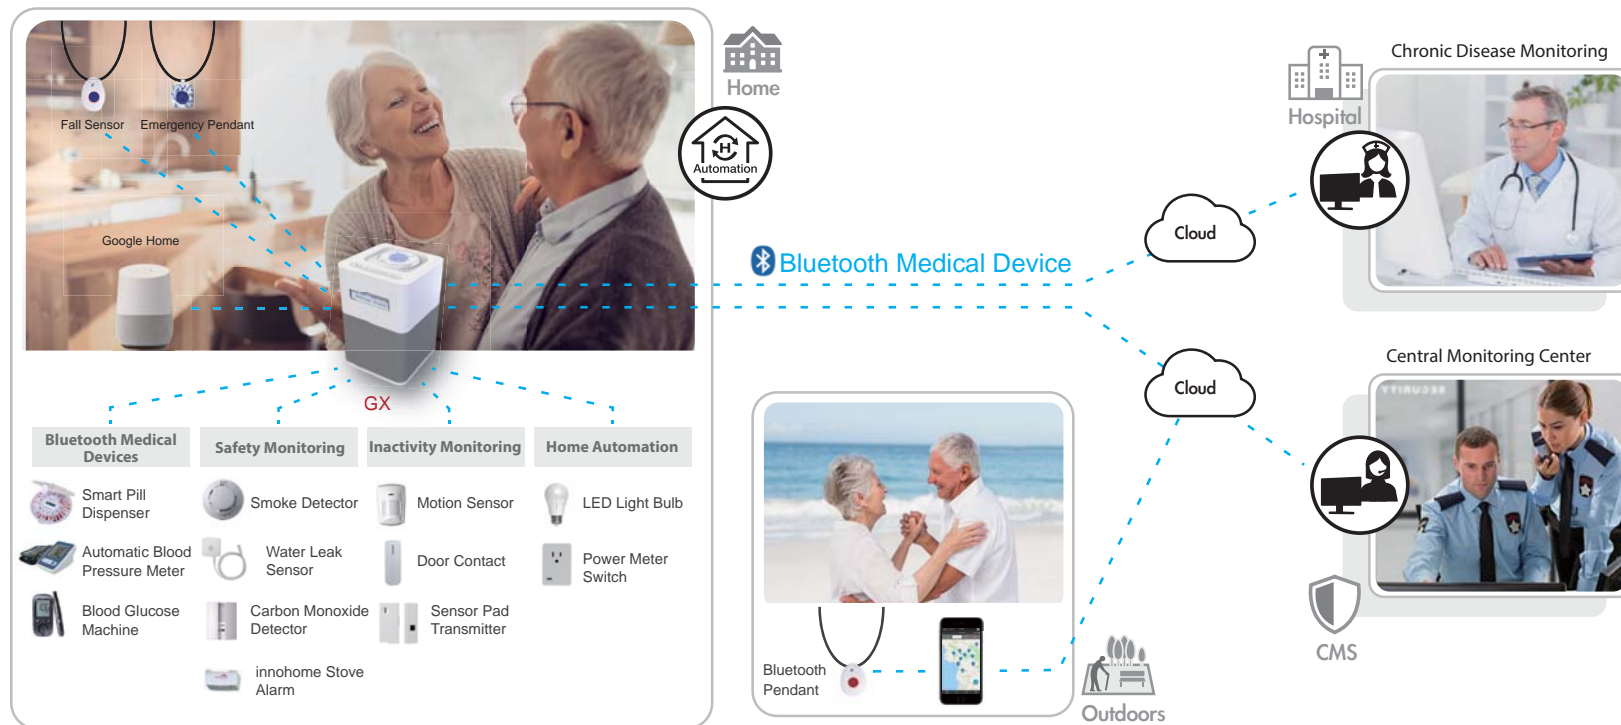 Fall Sensor
Emergency Pendant
Google Home
GX
Home
H
Automation
Bluetooth Medical
Devices
Smart Pill
Dispenser
Automatic Blood
Pressure Meter
Blood Glucose
Machine
Safety Monitoring
Smoke Detector
Water Leak
Sensor
Carbon Monoxide
Detector
innohome Stove
Alarm
Inactivity Monitoring
Motion Sensor
Door Contact
Sensor Pad
Transmitter
Home Automation
LED Light Bulb
Power Meter
Switch
Bluetooth Medical Device
Cloud
Cloud
Bluetooth
Pendant
Outdoors
Hospital
Chronic Disease Monitoring
Central Monitoring Center
SECURITY
CMS